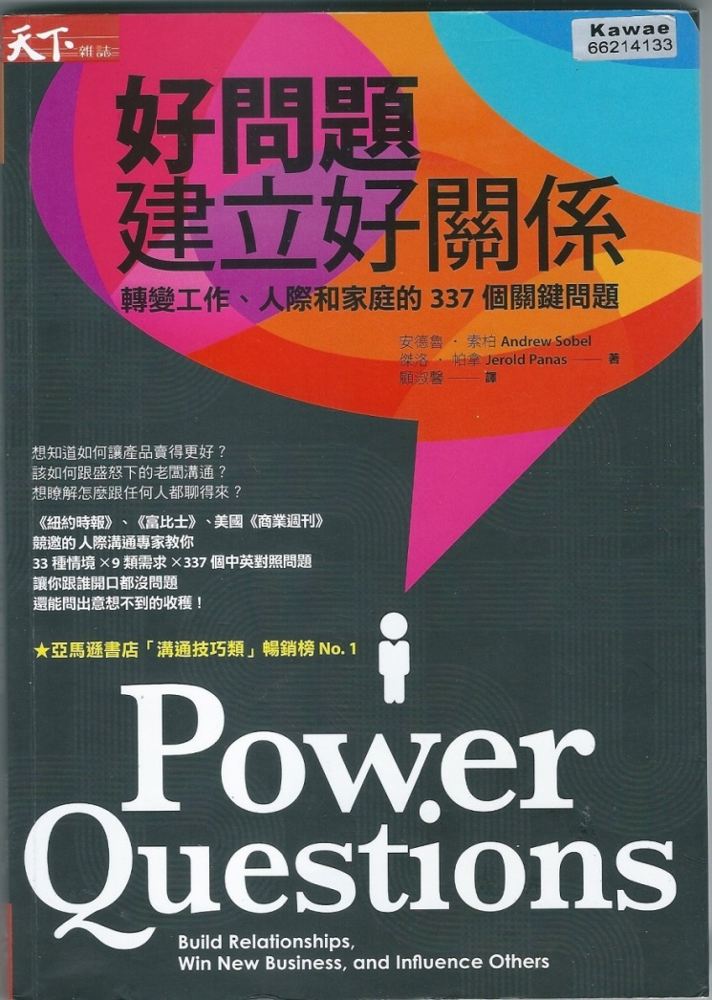 天下雜誌
Kawae
66214133
好問題
建立好關係
轉變工作、人際和家庭的 337 個關鍵問題
安德魯 · 索柏 Andrew Sobel
傑洛 · 帕拿 Jerold Panas —— 著
顧淑馨 —— 譯
想知道如何讓產品賣得更好?
該如何跟盛怒下的老闆溝通?
想瞭解怎麼跟任何人都聊得來?
《紐約時報》、《富比士》、美國《商業週刊》
競邀的 人際溝通專家教你
33 種情境 ×9 類需求 ×337 個中英對照問題
讓你跟誰開口都沒問題
還能問出意想不到的收穫!
★亞馬遜書店「溝通技巧類」暢銷榜 No. 1
Power
Questions
Build Relationships,
Win New Business, and Influence Others